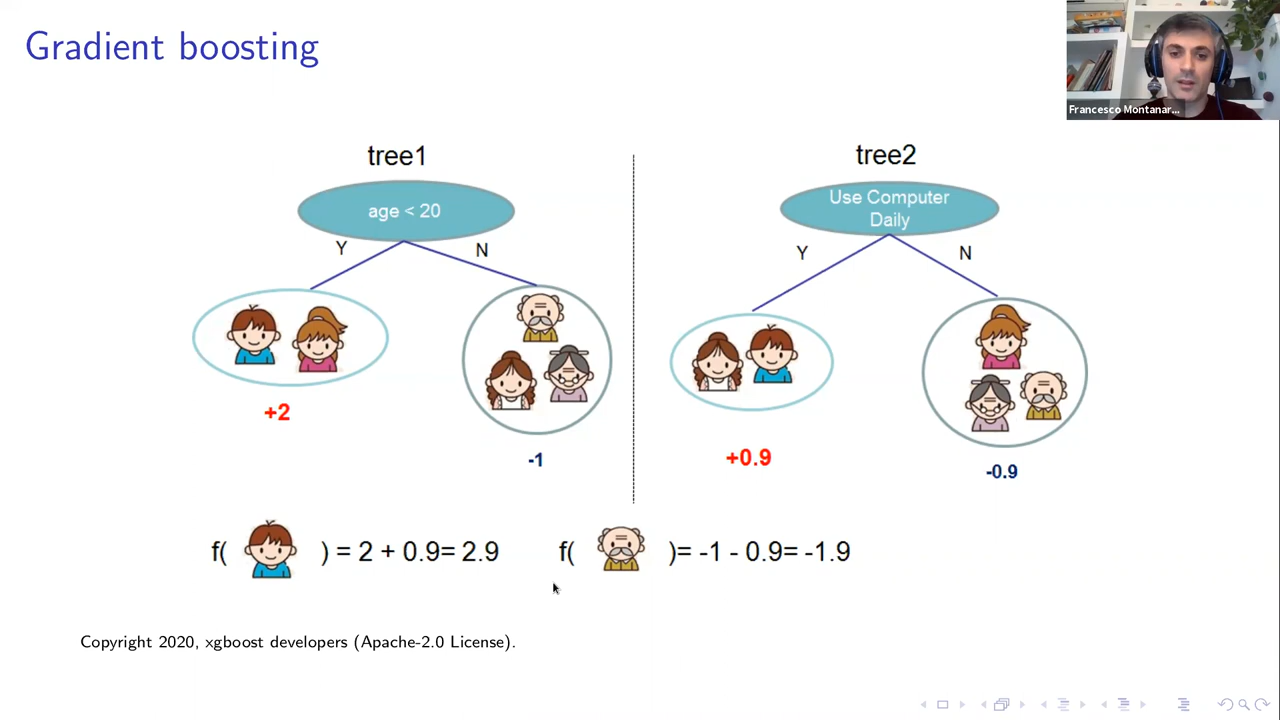 Gradient boosting
Francesco Montanar...
tree1
tree2
age < 20
Use Computer
Daily
Y
N
Y
N
+2
-1
+0.9
-0.9
f( ) = 2 + 0.9= 2.9
f( )= -1 - 0.9= -1.9
Copyright 2020, xgboost developers (Apache-2.0 License).